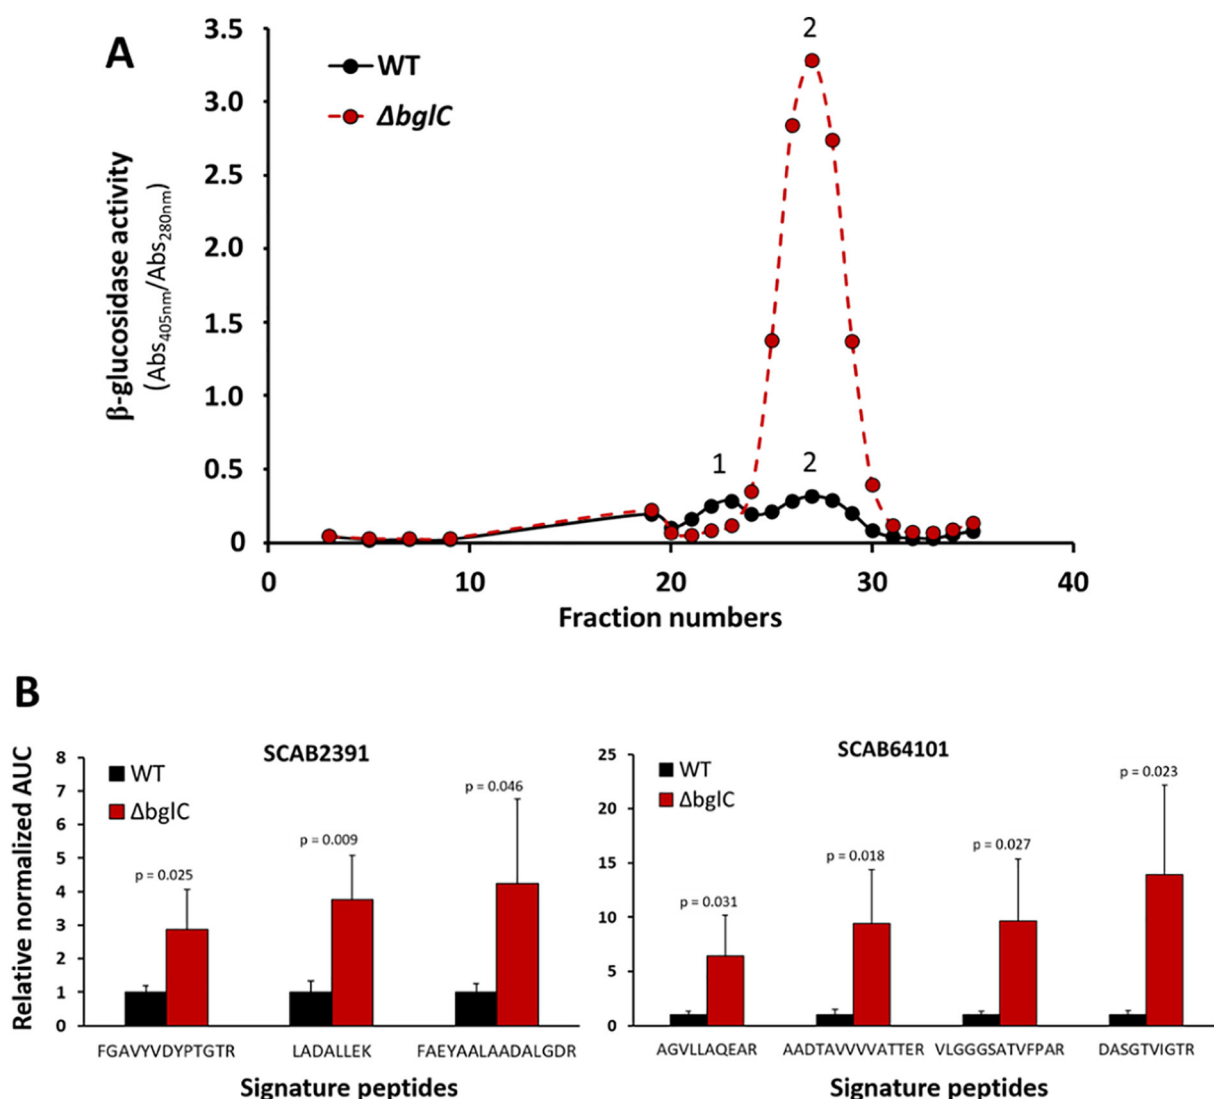 A
WT
ΔbglC
β-glucosidase activity
(Abs405nm/Abs280nm)
3.5
3.0
2.5
2.0
1.5
1.0
0.5
0
2
1
2
0
10
20
30
40
Fraction numbers
B
Relative normalized AUC
SCAB2391
WT
ΔbglC
8
7
6
5
4
3
2
1
0
p = 0.025
p = 0.009
p = 0.046
FGAVYVDYPTGTR
LADALLEK
FAEYAALAADALGDR
Signature peptides
SCAB64101
WT
ΔbglC
25
20
15
10
5
0
p = 0.031
p = 0.018
p = 0.027
p = 0.023
AGVLLAQEAR
AADTAVVVVATTER
VLGGGSATVFPAR
DASGTVIGTR
Signature peptides